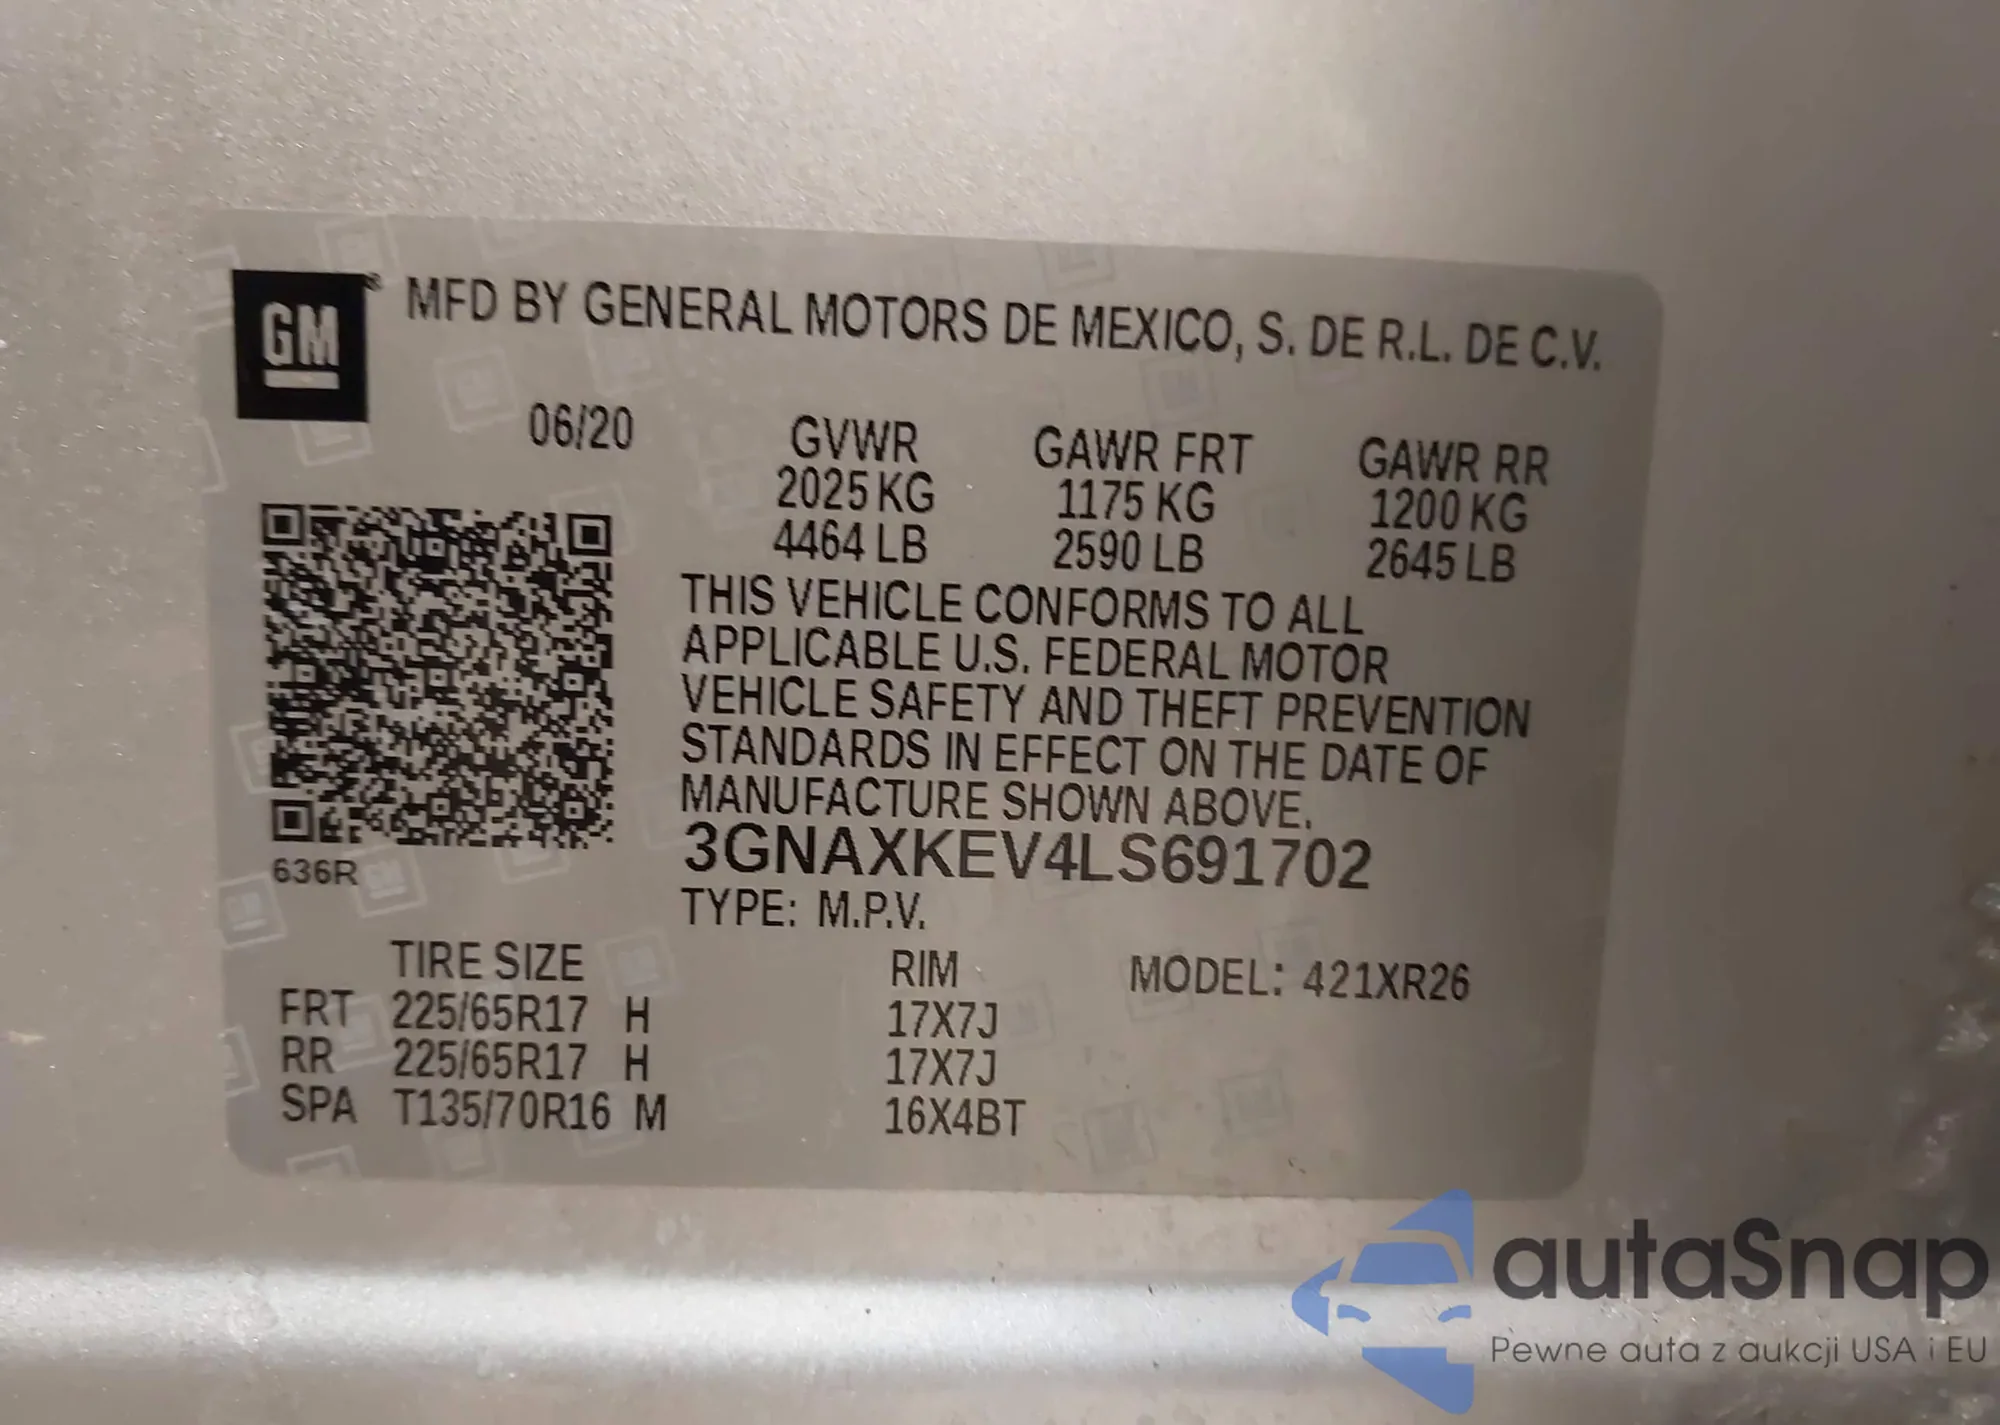 GM ® MFD BY GENERAL MOTORS DE MEXICO, S. DE R.L. DE C.V.
06/20 GVWR GAWR FRT GAWR RR
2025 KG 1175 KG 1200 KG
4464 LB 2590 LB 2645 LB
THIS VEHICLE CONFORMS TO ALL
APPLICABLE U.S. FEDERAL MOTOR
VEHICLE SAFETY AND THEFT PREVENTION
STANDARDS IN EFFECT ON THE DATE OF
MANUFACTURE SHOWN ABOVE.
3GNAXKEV4LS691702
636R
TYPE: M.P.V.
TIRE SIZE RIM MODEL: 421XR26
FRT 225/65R17 H 17X7J
RR 225/65R17 H 17X7J
SPA T135/70R16 M 16X4BT
autaSnap
Pewne auta z aukcji USA i EU